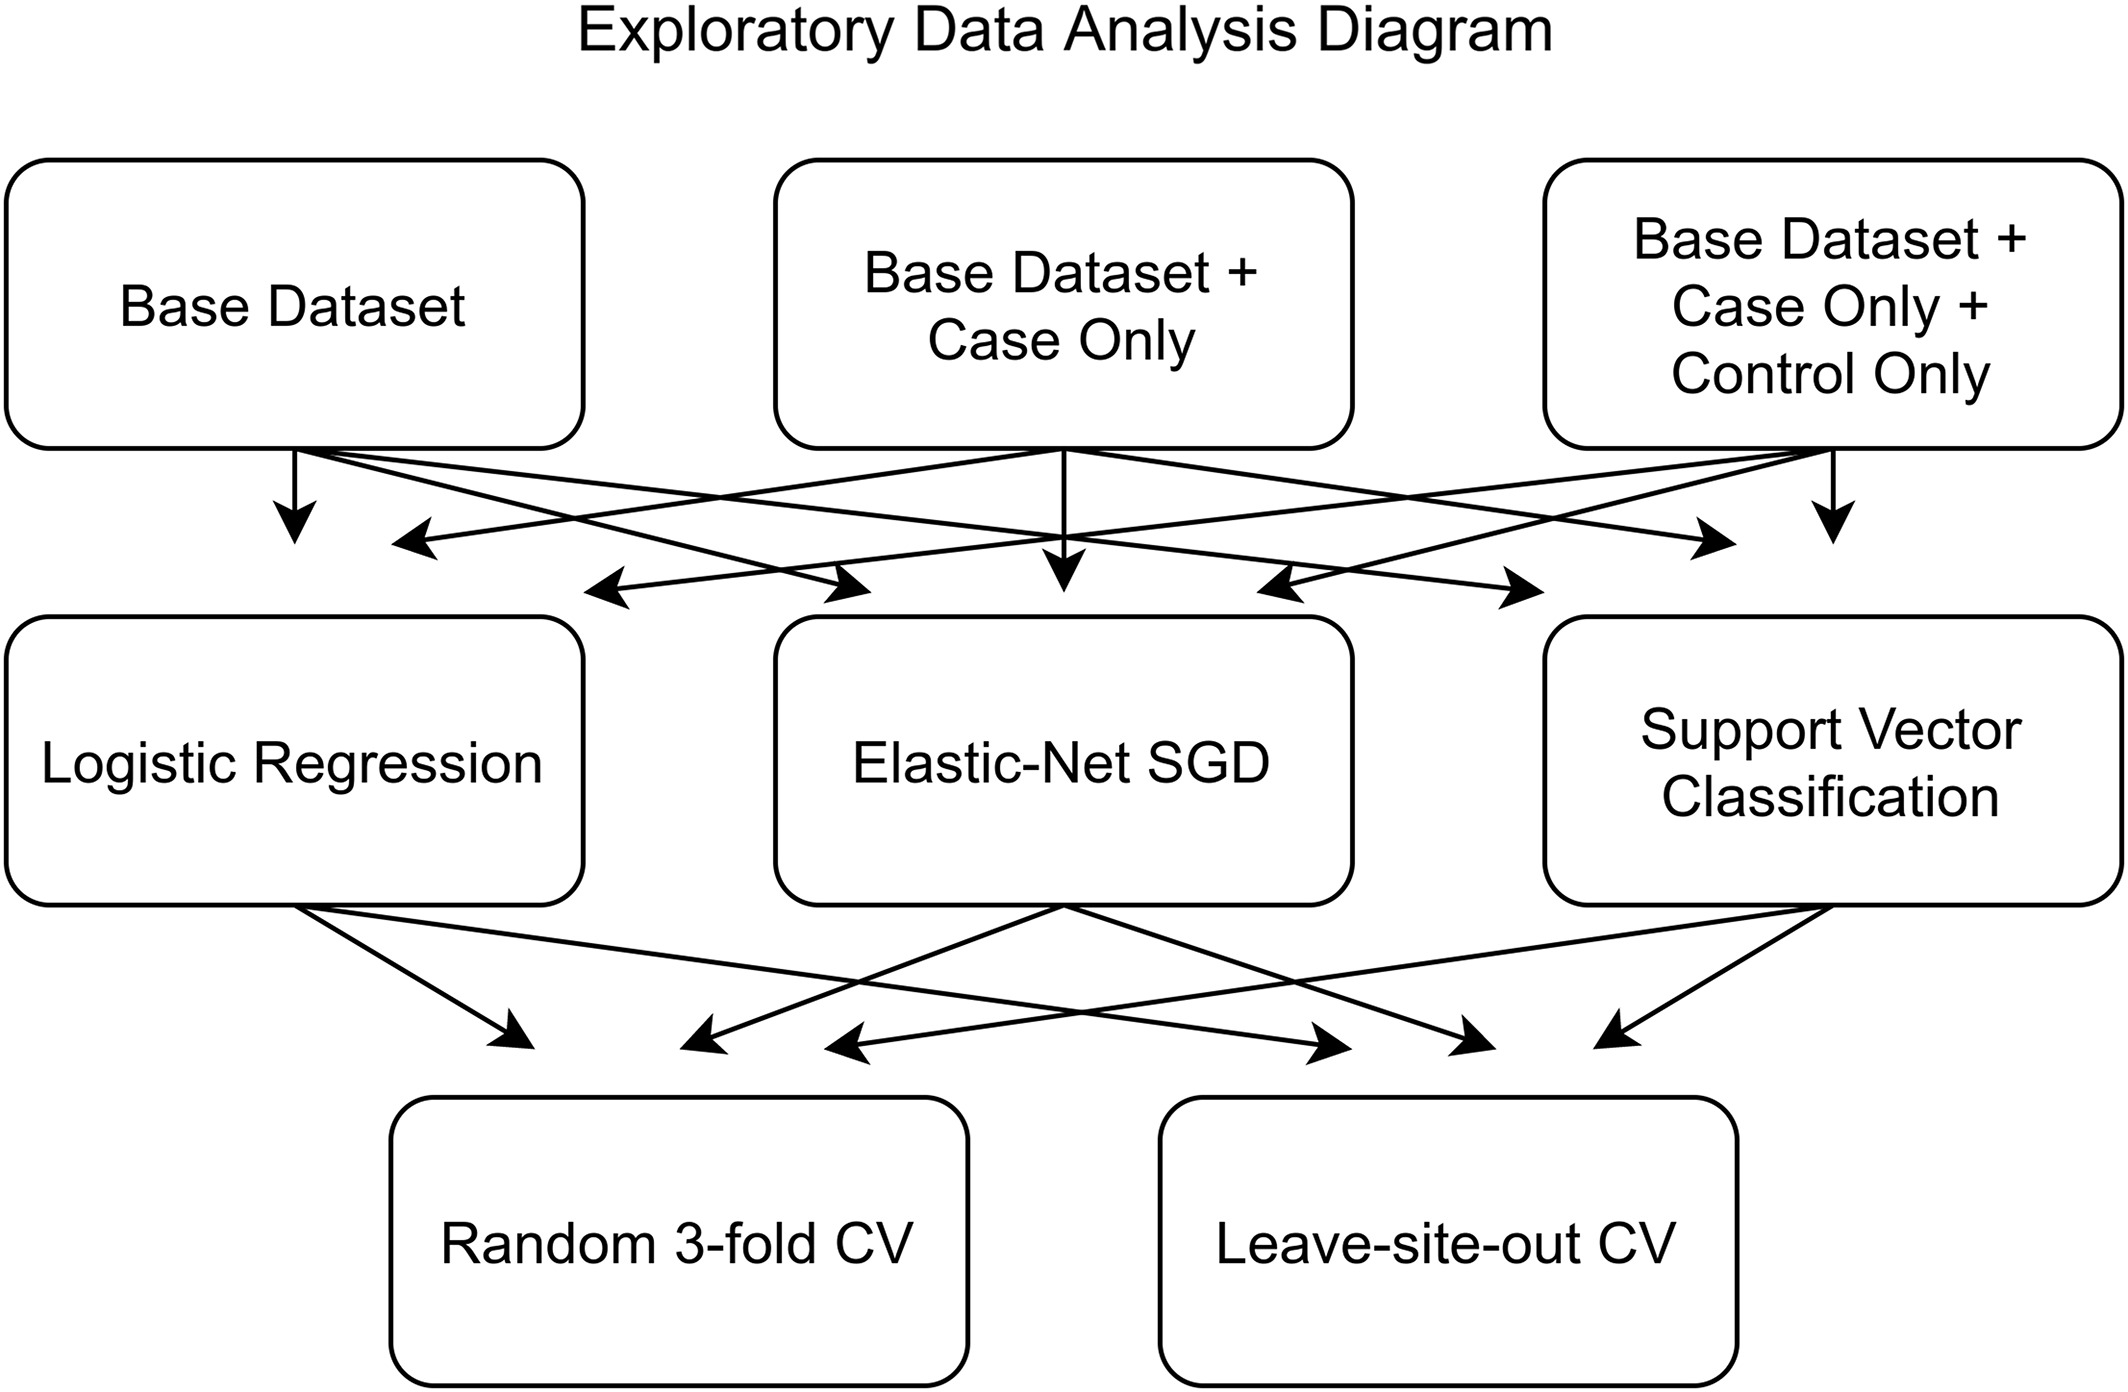 Exploratory Data Analysis Diagram
Base Dataset
Base Dataset +
Case Only
Base Dataset +
Case Only +
Control Only
Logistic Regression
Elastic-Net SGD
Support Vector
Classification
Random 3-fold CV
Leave-site-out CV